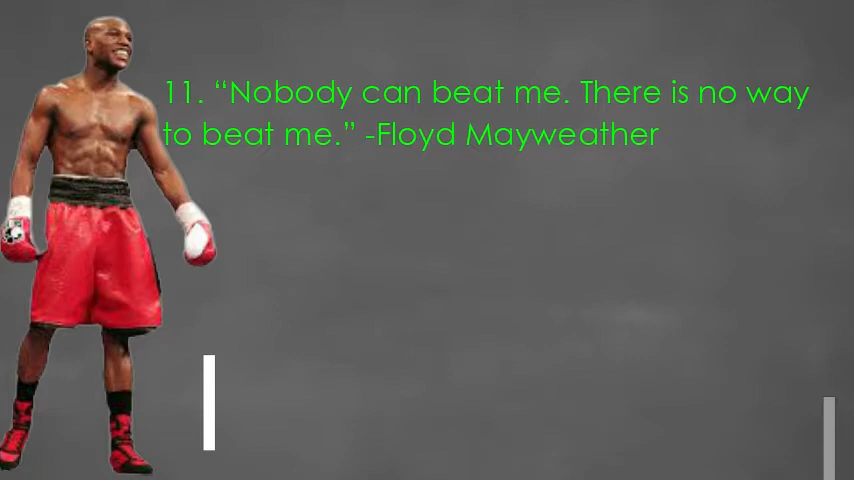 11. “Nobody can beat me. There is no way
to beat me.” -Floyd Mayweather